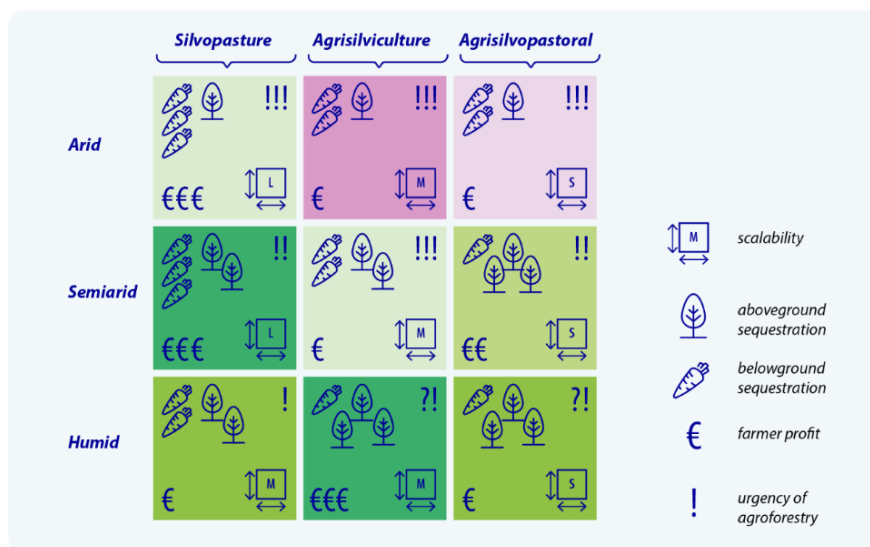 Silvopasture Agrisilviculture Agrisilvopastoral
Arid
!!! !!! !!!
L M S
€€€ € €
Semiarid
!! !!! !!
L M S
€€€ € €€
Humid
! ?! ?!
M M S
€ €€€ €
M scalability
aboveground
sequestration
belowground
sequestration
€ farmer profit
! urgency of
agroforestry